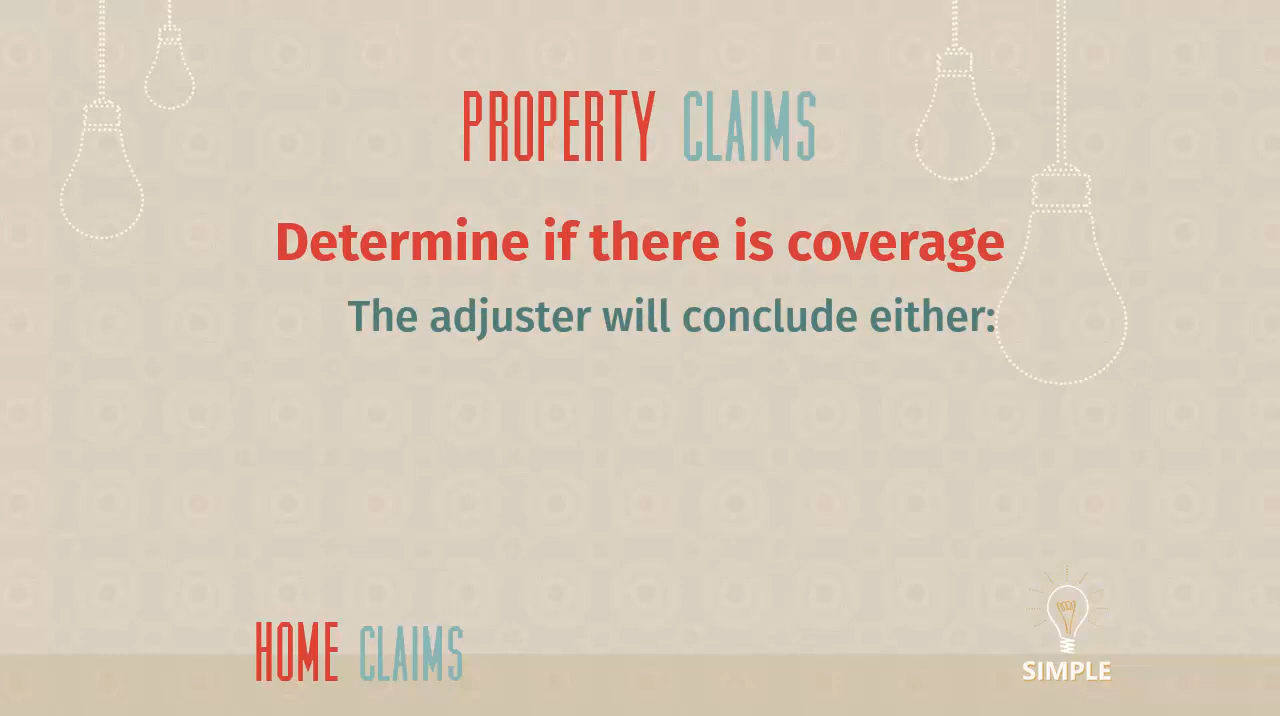 PROPERTY CLAIMS
Determine if there is coverage
The adjuster will conclude either:
HOME CLAIMS
SIMPLE